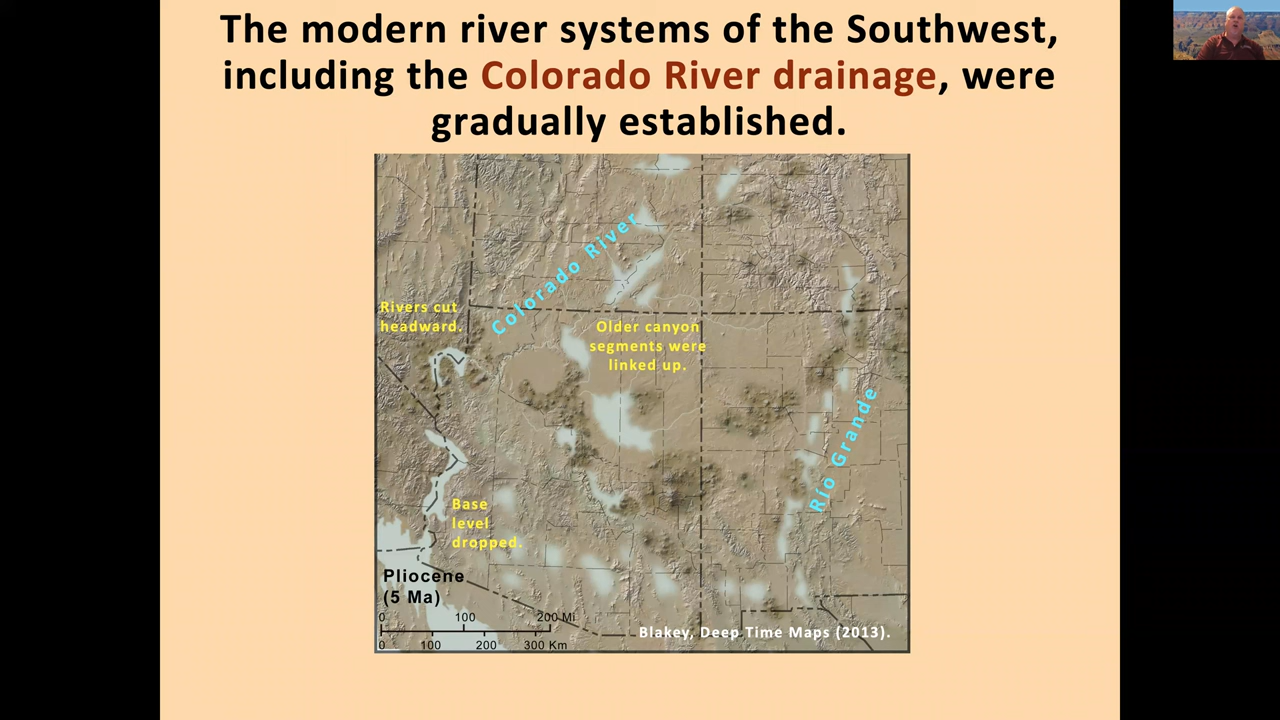 The modern river systems of the Southwest,
including the Colorado River drainage, were
gradually established.
Colorado River
Rivers cut
headward.
Older canyon
segments were
linked up.
Río Grande
Base
level
dropped.
Pliocene
(5 Ma)
0 100 200 Mi
0 100 200 300 Km
Blakey, Deep Time Maps (2013).